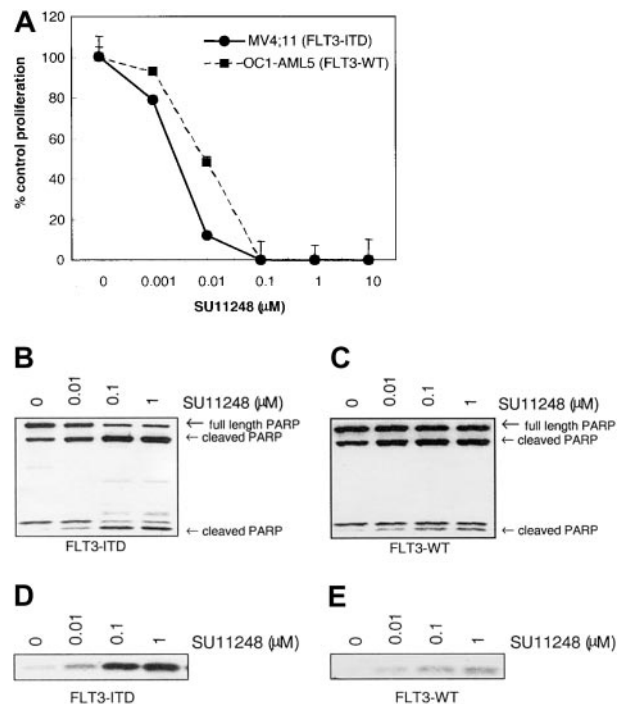 A
120
100
80
60
40
20
0
% control proliferation
MV4;11 (FLT3-ITD)
OC1-AML5 (FLT3-WT)
0 0.001 0.01 0.1 1 10
SU11248 (µM)
B
0 0.01 0.1 1 SU11248 (µM)
← full length PARP
← cleaved PARP
← cleaved PARP
FLT3-ITD
C
0 0.01 0.1 1 SU11248 (µM)
← full length PARP
← cleaved PARP
← cleaved PARP
FLT3-WT
D
0 0.01 0.1 1 SU11248 (µM)
FLT3-ITD
E
0 0.01 0.1 1 SU11248 (µM)
FLT3-WT